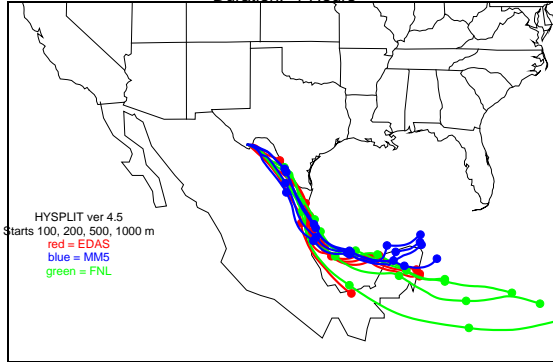 HYSPLIT ver 4.5
Starts 100, 200, 500, 1000 m
red = EDAS
blue = MM5
green = FNL